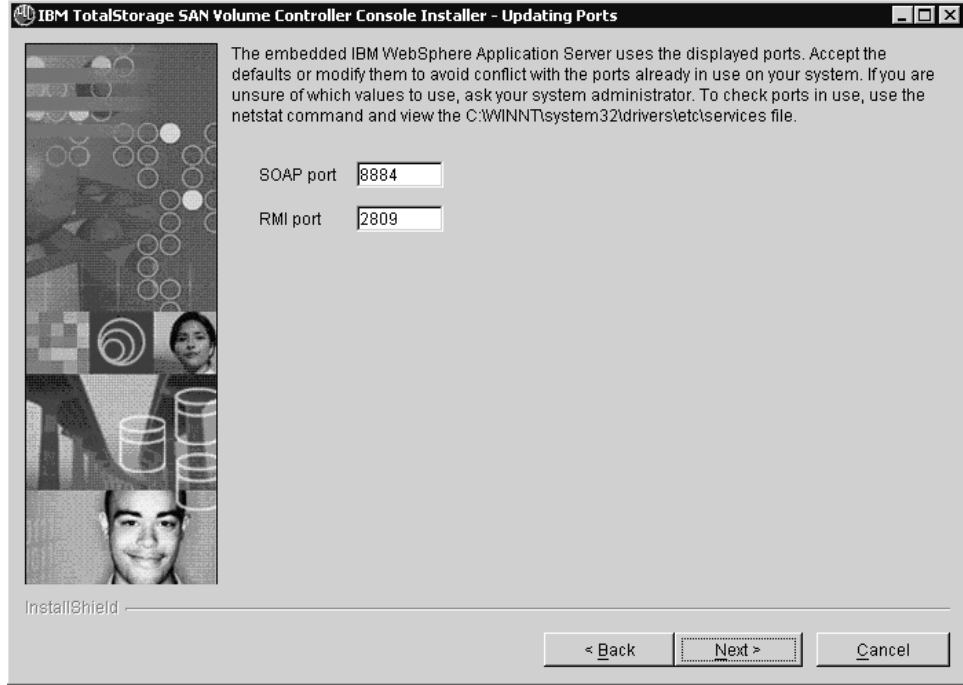 IBM TotalStorage SAN Volume Controller Console Installer - Updating Ports
The embedded IBM WebSphere Application Server uses the displayed ports. Accept the
defaults or modify them to avoid conflict with the ports already in use on your system. If you are
unsure of which values to use, ask your system administrator. To check ports in use, use the
netstat command and view the C:\WINNT\system32\drivers\etc\services file.
SOAP port 8884
RMI port 2809
InstallShield
< Back Next > Cancel